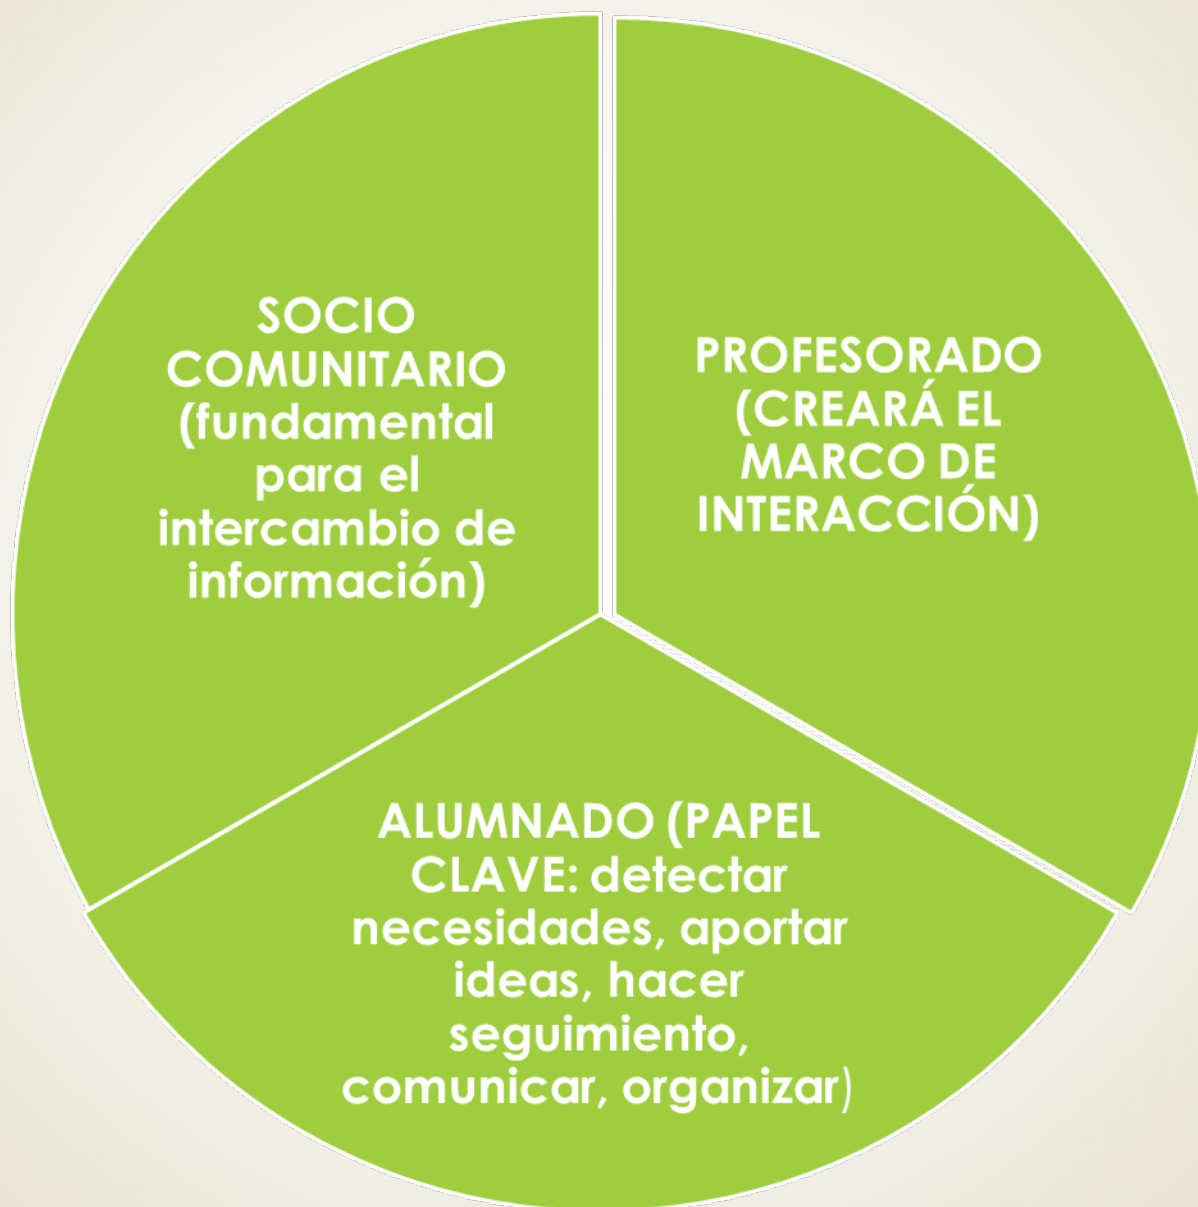 SOCIO
COMUNITARIO
(fundamental
para el
intercambio de
información)
PROFESORADO
(CREARÁ EL
MARCO DE
INTERACCIÓN)
ALUMNADO (PAPEL
CLAVE: detectar
necesidades, aportar
ideas, hacer
seguimiento,
comunicar, organizar)